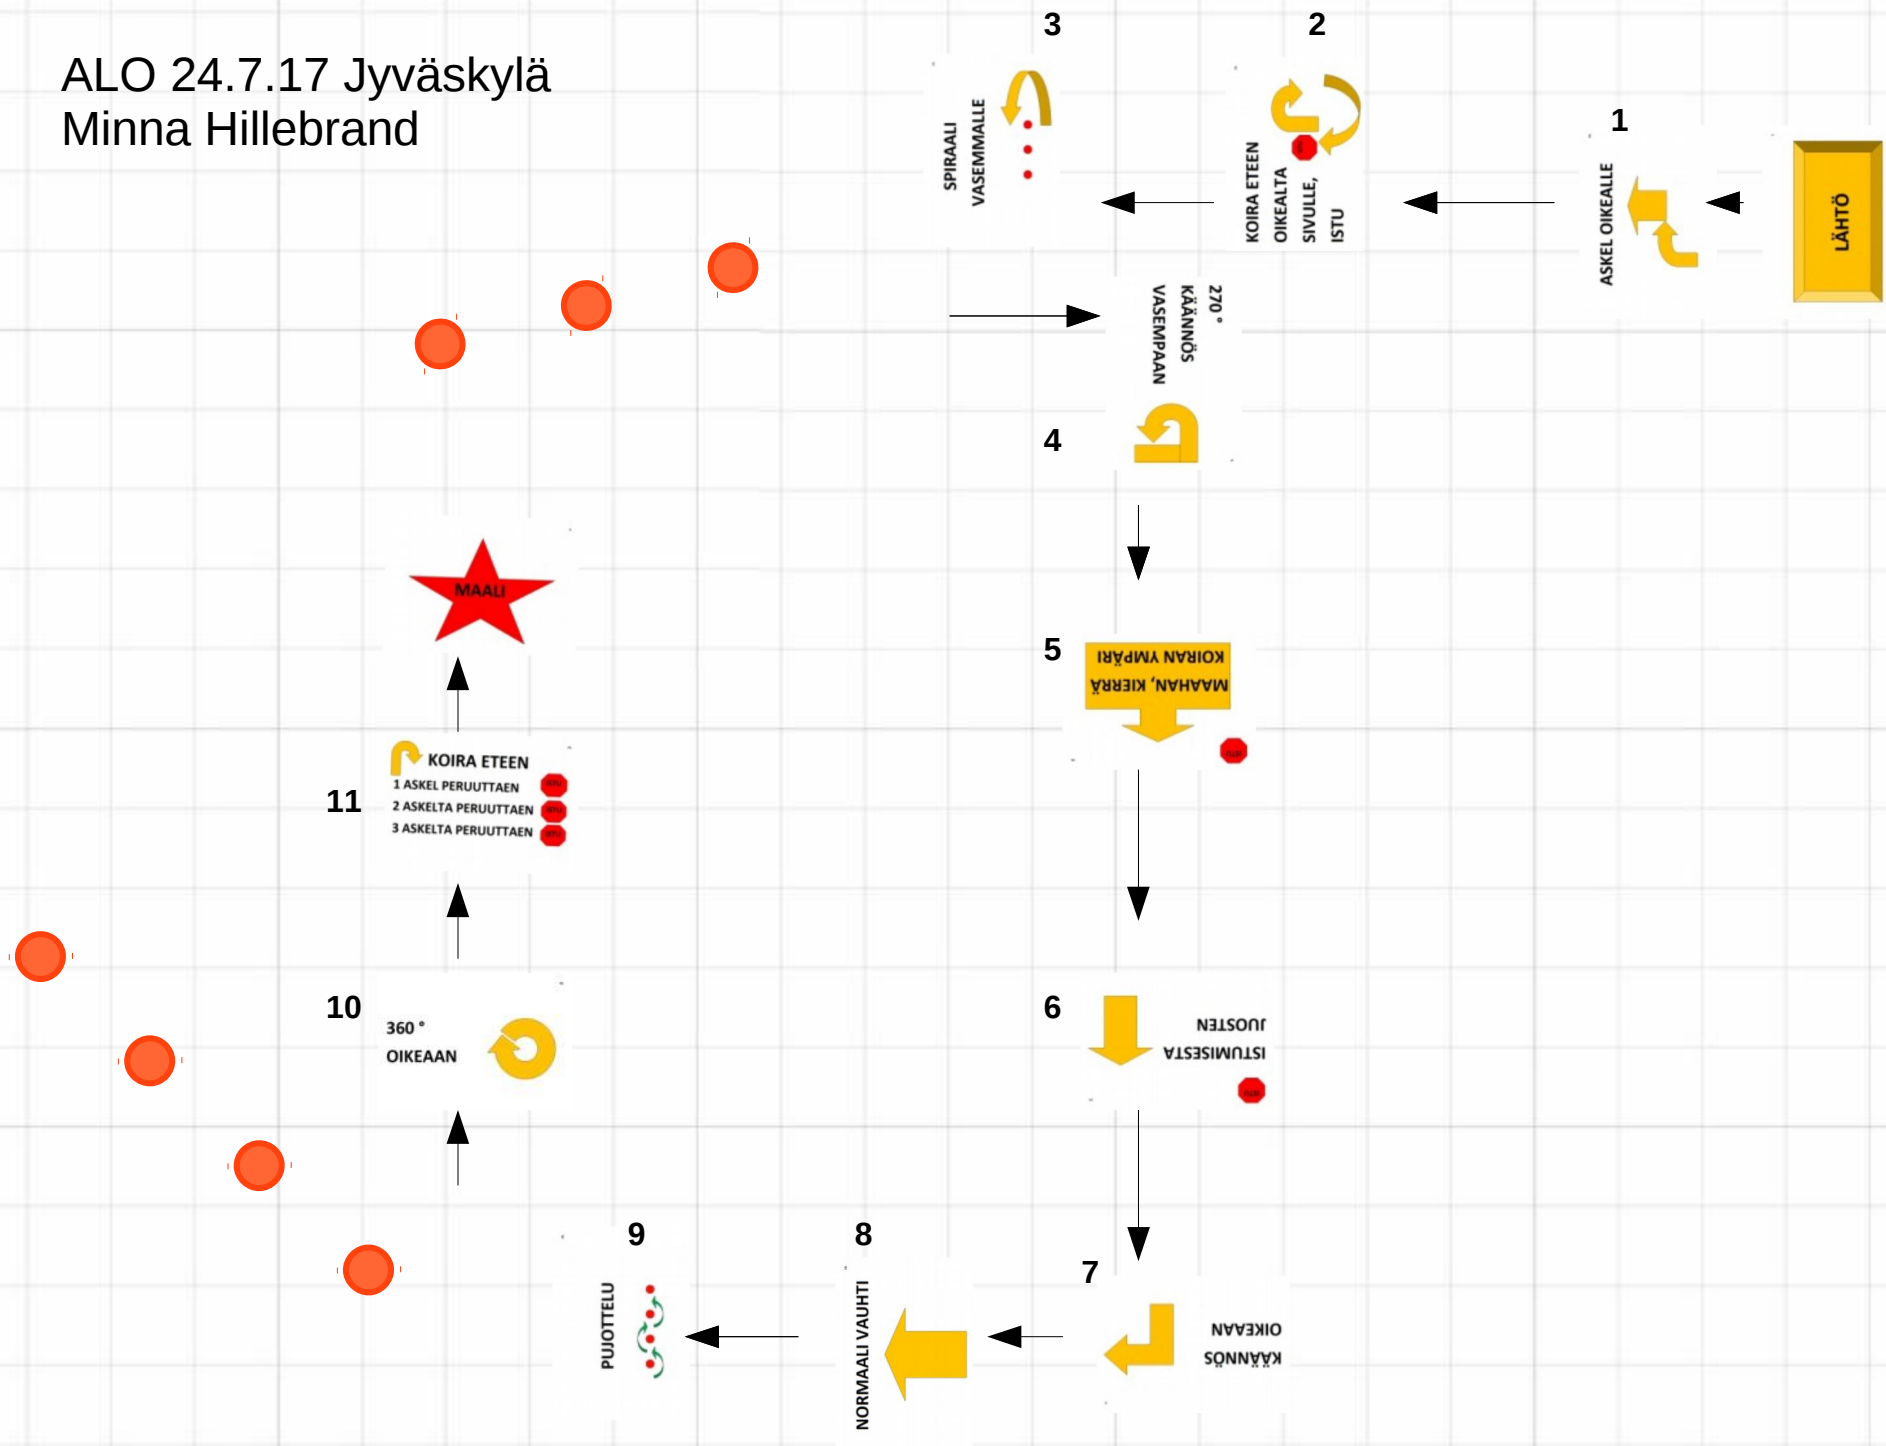 ALO 24.7.17 Jyväskylä
Minna Hillebrand
LÄHTÖ
1
ASKEL OIKEALLE
2
KOIRA ETEEN
OIKEALTA
SIVULLE,
ISTU
3
SPIRAALI
VASEMMALLE
4
270°
KÄÄNNÖS
VASEMPAAN
5
MAAHAN, KIERRÄ
KOIRAN YMPÄRI
6
ISTUMISESTA
JUOSTEN
7
KÄÄNNÖS
OIKEAAN
8
NORMAALI VAUHTI
9
PUJOTTELU
10
360°
OIKEAAN
11
KOIRA ETEEN
1 ASKEL PERUUTTAEN
2 ASKELTA PERUUTTAEN
3 ASKELTA PERUUTTAEN
MAALI